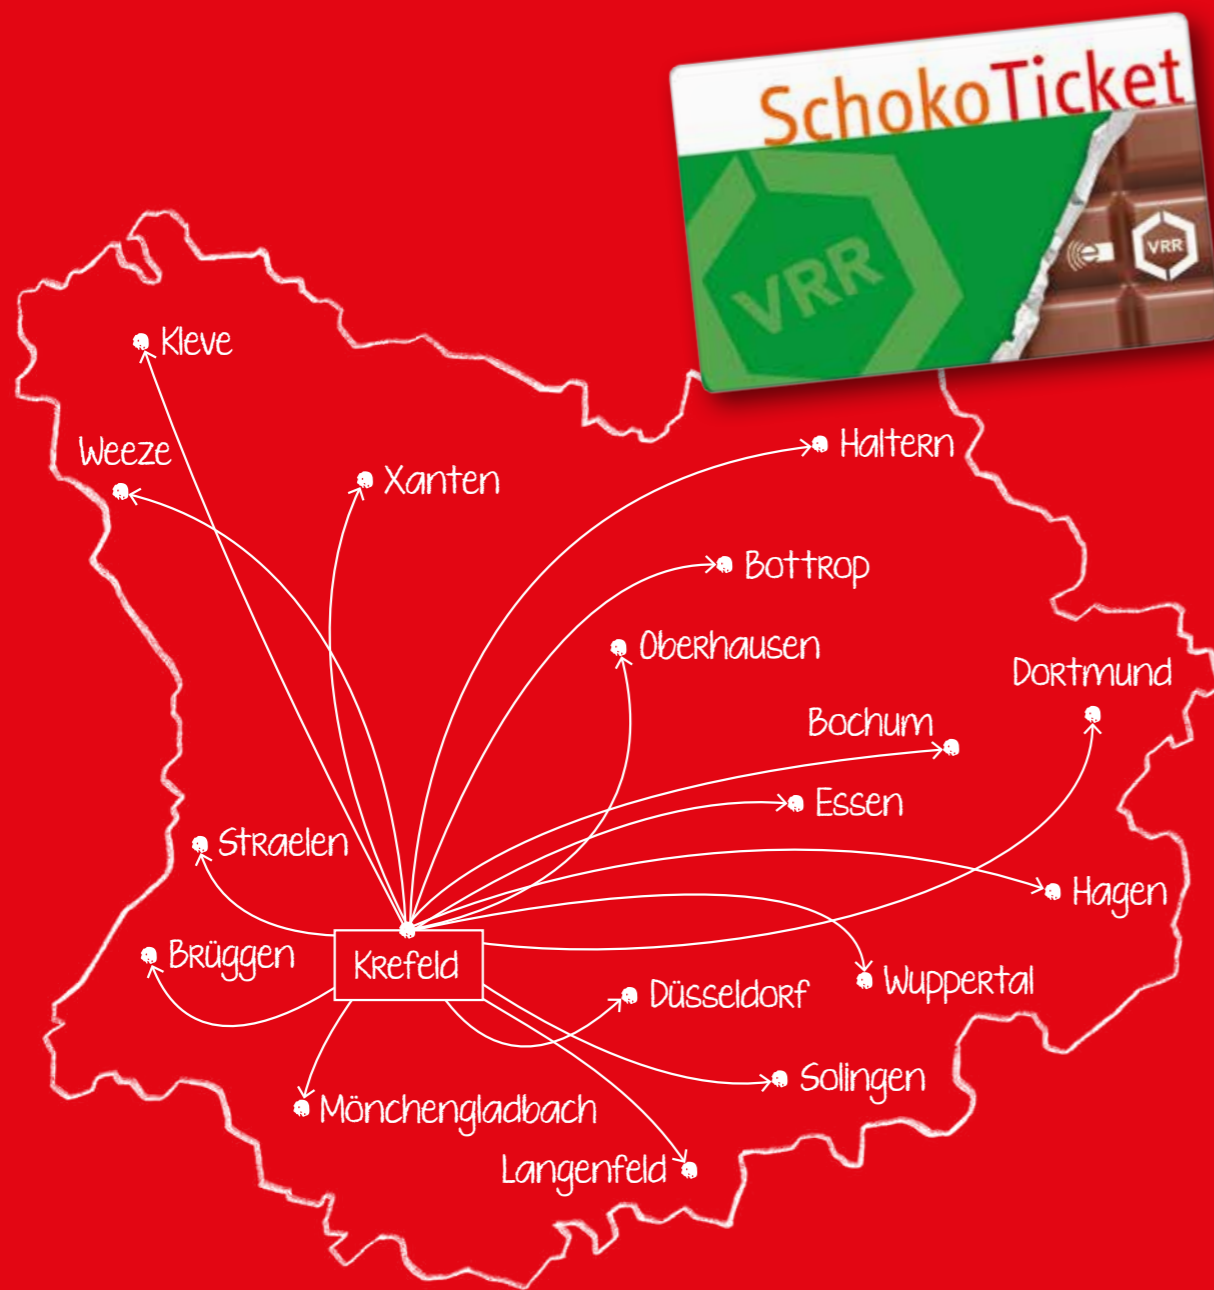 SchokoTicket
VRR
VRR
Kleve
Weeze
Xanten
Haltern
Bottrop
Oberhausen
Dortmund
Bochum
Essen
Straelen
Hagen
Brüggen
Krefeld
Wuppertal
Düsseldorf
Solingen
Mönchengladbach
Langenfeld